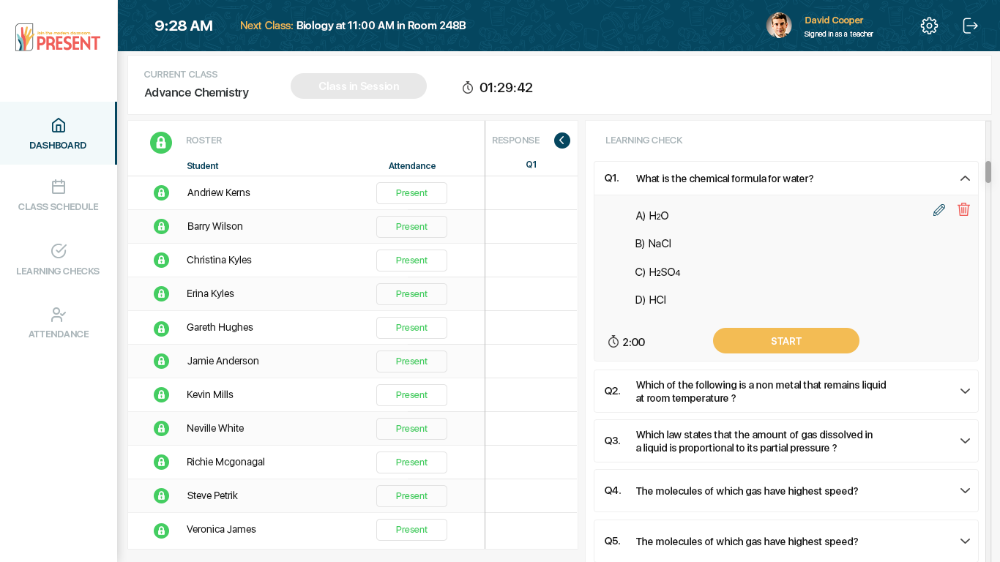 Join the modern classroom
PRESENT
9:28 AM
Next Class: Biology at 11:00 AM in Room 248B
David Cooper
Signed in as a teacher
DASHBOARD
CLASS SCHEDULE
LEARNING CHECKS
ATTENDANCE
CURRENT CLASS
Advance Chemistry
Class in Session
01:29:42
ROSTER
RESPONSE
Student
Attendance
Q1
Andriew Kerns
Present
Barry Wilson
Present
Christina Kyles
Present
Erina Kyles
Present
Gareth Hughes
Present
Jamie Anderson
Present
Kevin Mills
Present
Neville White
Present
Richie Mcgonagal
Present
Steve Petrik
Present
Veronica James
Present
LEARNING CHECK
Q1. What is the chemical formula for water?
A) H2O
B) NaCl
C) H2SO4
D) HCl
2:00
START
Q2. Which of the following is a non metal that remains liquid
at room temperature ?
Q3. Which law states that the amount of gas dissolved in
a liquid is proportional to its partial pressure ?
Q4. The molecules of which gas have highest speed?
Q5. The molecules of which gas have highest speed?